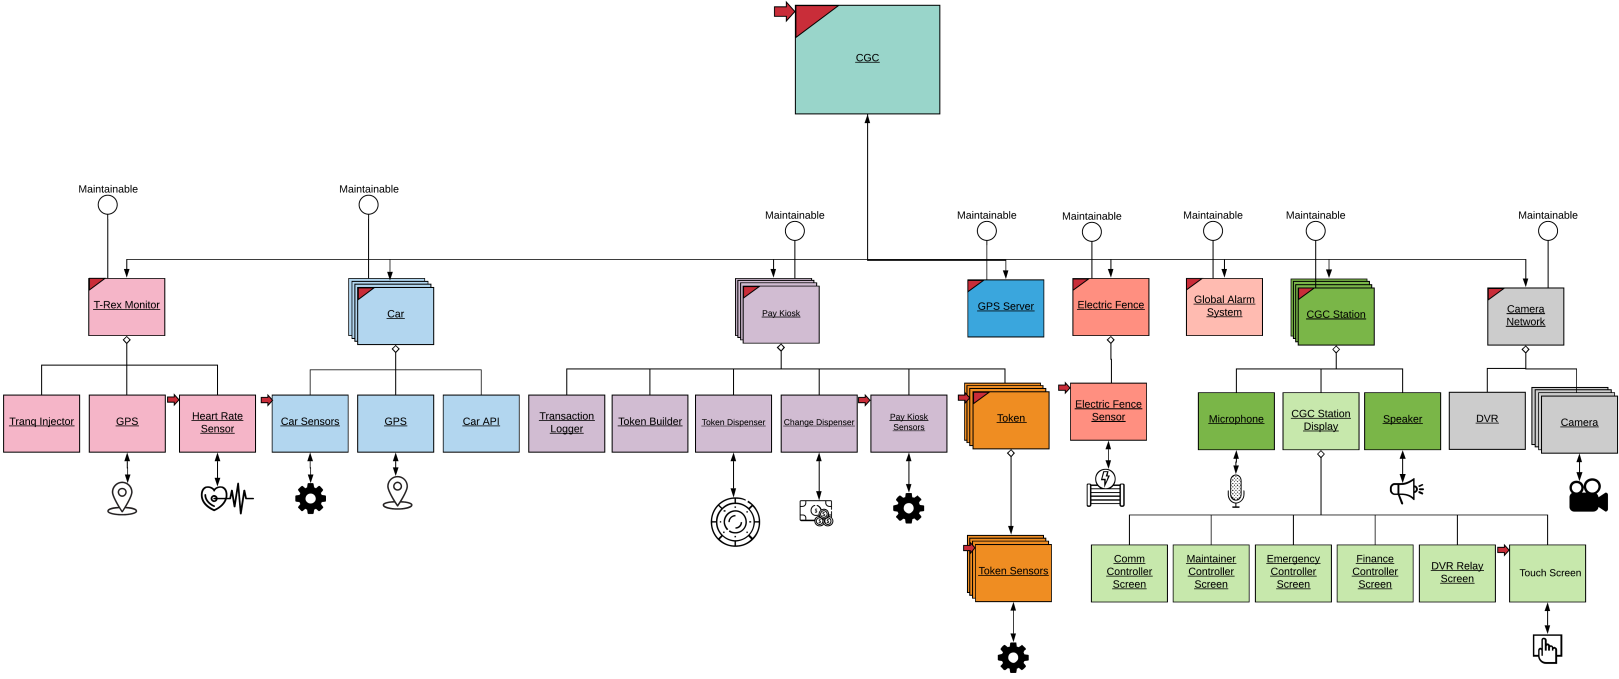 CGC
Maintainable
Maintainable
Maintainable
Maintainable
Maintainable
Maintainable
Maintainable
Maintainable
T-Rex Monitor
Car
Pay Kiosk
GPS Server
Electric Fence
Global Alarm
System
CGC Station
Camera
Network
Tranq Injector
GPS
Heart Rate
Sensor
Car Sensors
GPS
Car API
Transaction
Logger
Token Builder
Token Dispenser
Change Dispenser
Pay Kiosk
Sensors
Token
Electric Fence
Sensor
Microphone
CGC Station
Display
Speaker
DVR
Camera
Token Sensors
Comm
Controller
Screen
Maintainer
Controller
Screen
Emergency
Controller
Screen
Finance
Controller
Screen
DVR Relay
Screen
Touch Screen